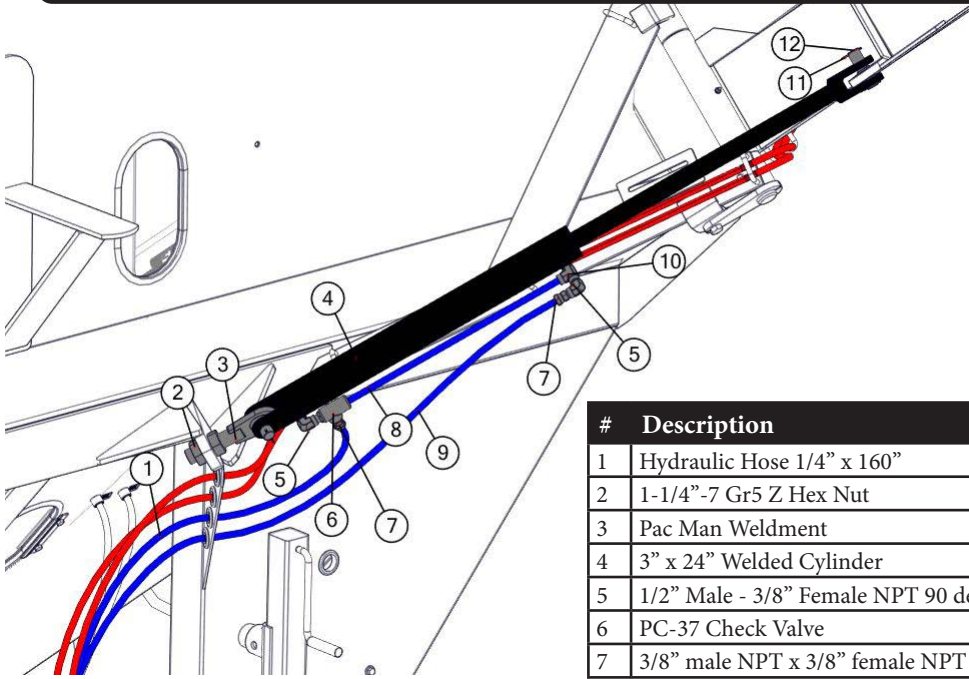 12
11
10
4
5
3
7
2
8
9
1
5
6
7
# Description
1 Hydraulic Hose 1/4” x 160”
2 1-1/4”-7 Gr5 Z Hex Nut
3 Pac Man Weldment
4 3” x 24” Welded Cylinder
5 1/2” Male - 3/8” Female NPT 90 de
6 PC-37 Check Valve
7 3/8” male NPT x 3/8” female NPT